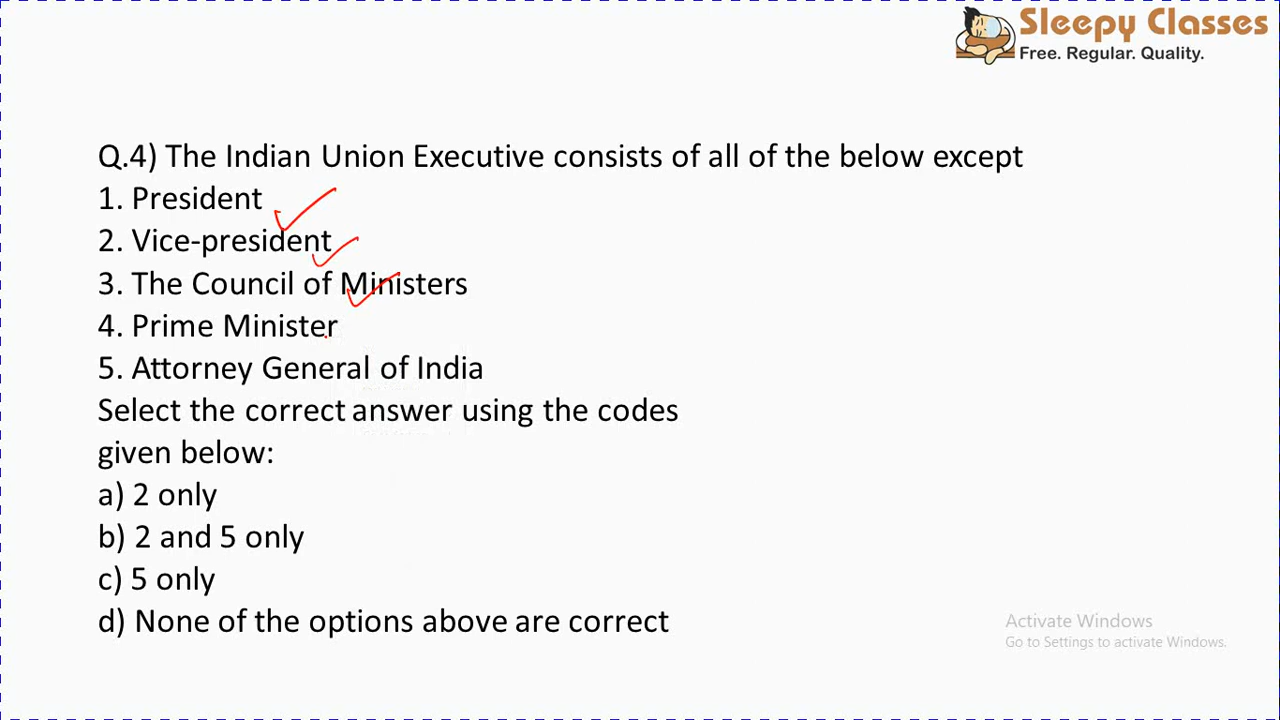 Sleepy Classes
Free. Regular. Quality.
Q.4) The Indian Union Executive consists of all of the below except
1. President
2. Vice-president
3. The Council of Ministers
4. Prime Minister
5. Attorney General of India
Select the correct answer using the codes
given below:
a) 2 only
b) 2 and 5 only
c) 5 only
d) None of the options above are correct
Activate Windows
Go to Settings to activate Windows.